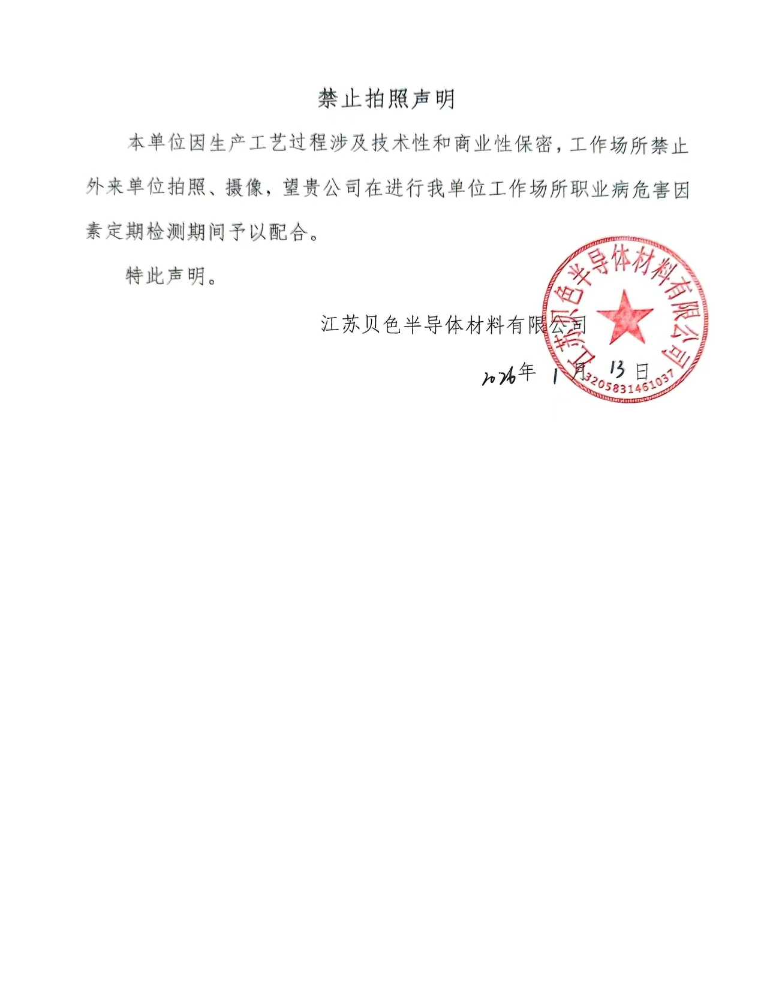 禁止拍照声明
本单位因生产工艺过程涉及技术性和商业性保密，工作场所禁止
外来单位拍照、摄像，望贵公司在进行我单位工作场所职业病危害因
素定期检测期间予以配合。
特此声明。
江苏贝色半导体材料有限公司
2026年 1月 13日
江苏贝色半导体材料有限公司
3205831461037